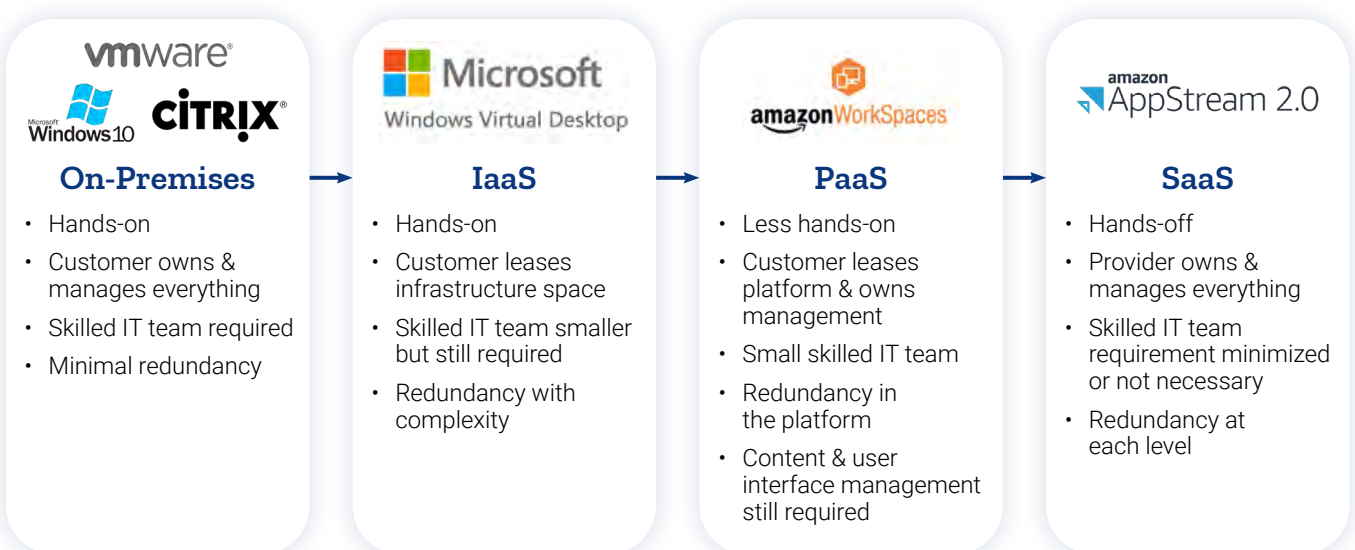 vmware®
Microsoft
Windows10
CİTRIX®
On-Premises
• Hands-on
• Customer owns &
manages everything
• Skilled IT team required
• Minimal redundancy
Microsoft
Windows Virtual Desktop
IaaS
• Hands-on
• Customer leases
infrastructure space
• Skilled IT team smaller
but still required
• Redundancy with
complexity
amazonWorkSpaces
PaaS
• Less hands-on
• Customer leases
platform & owns
management
• Small skilled IT team
• Redundancy in
the platform
• Content & user
interface management
still required
amazon
AppStream 2.0
SaaS
• Hands-off
• Provider owns &
manages everything
• Skilled IT team
requirement minimized
or not necessary
• Redundancy at
each level